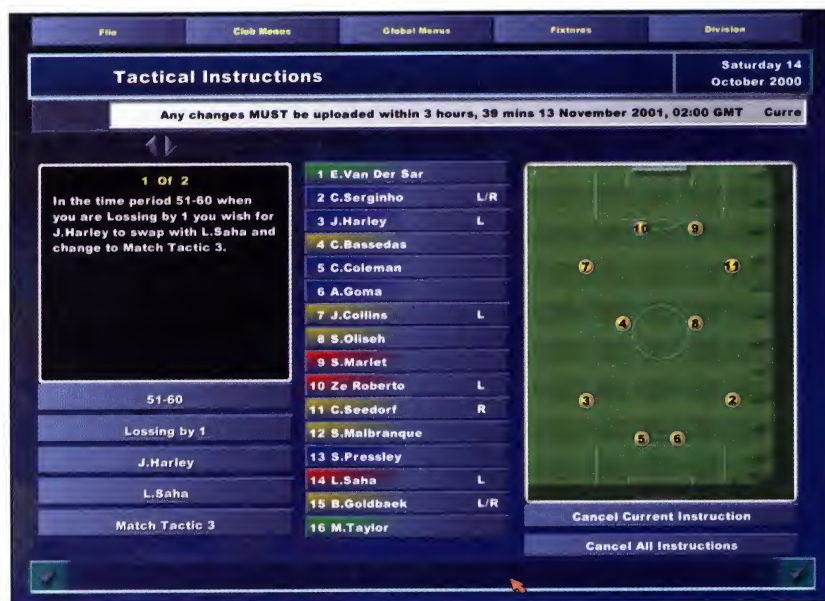 File Club Menus Global Menus Fixtures Division
Tactical Instructions
Saturday 14
October 2000
Any changes MUST be uploaded within 3 hours, 39 mins 13 November 2001, 02:00 GMT Curre
1 Of 2
In the time period 51-60 when
you are Lossing by 1 you wish for
J.Harley to swap with L.Saha and
change to Match Tactic 3.
51-60
Lossing by 1
J.Harley
L.Saha
Match Tactic 3
1 E.Van Der Sar
2 C.Serginho L/R
3 J.Harley L
4 C.Bassedas
5 C.Coleman
6 A.Goma
7 J.Collins L
8 S.Oliseh
9 S.Marlet
10 Ze Roberto L
11 C.Seedorf R
12 S.Malbranque
13 S.Pressley
14 L.Saha L
15 B.Goldbaek L/R
16 M.Taylor
10 9
7 11
4 8
3 2
5 6
Cancel Current Instruction
Cancel All Instructions